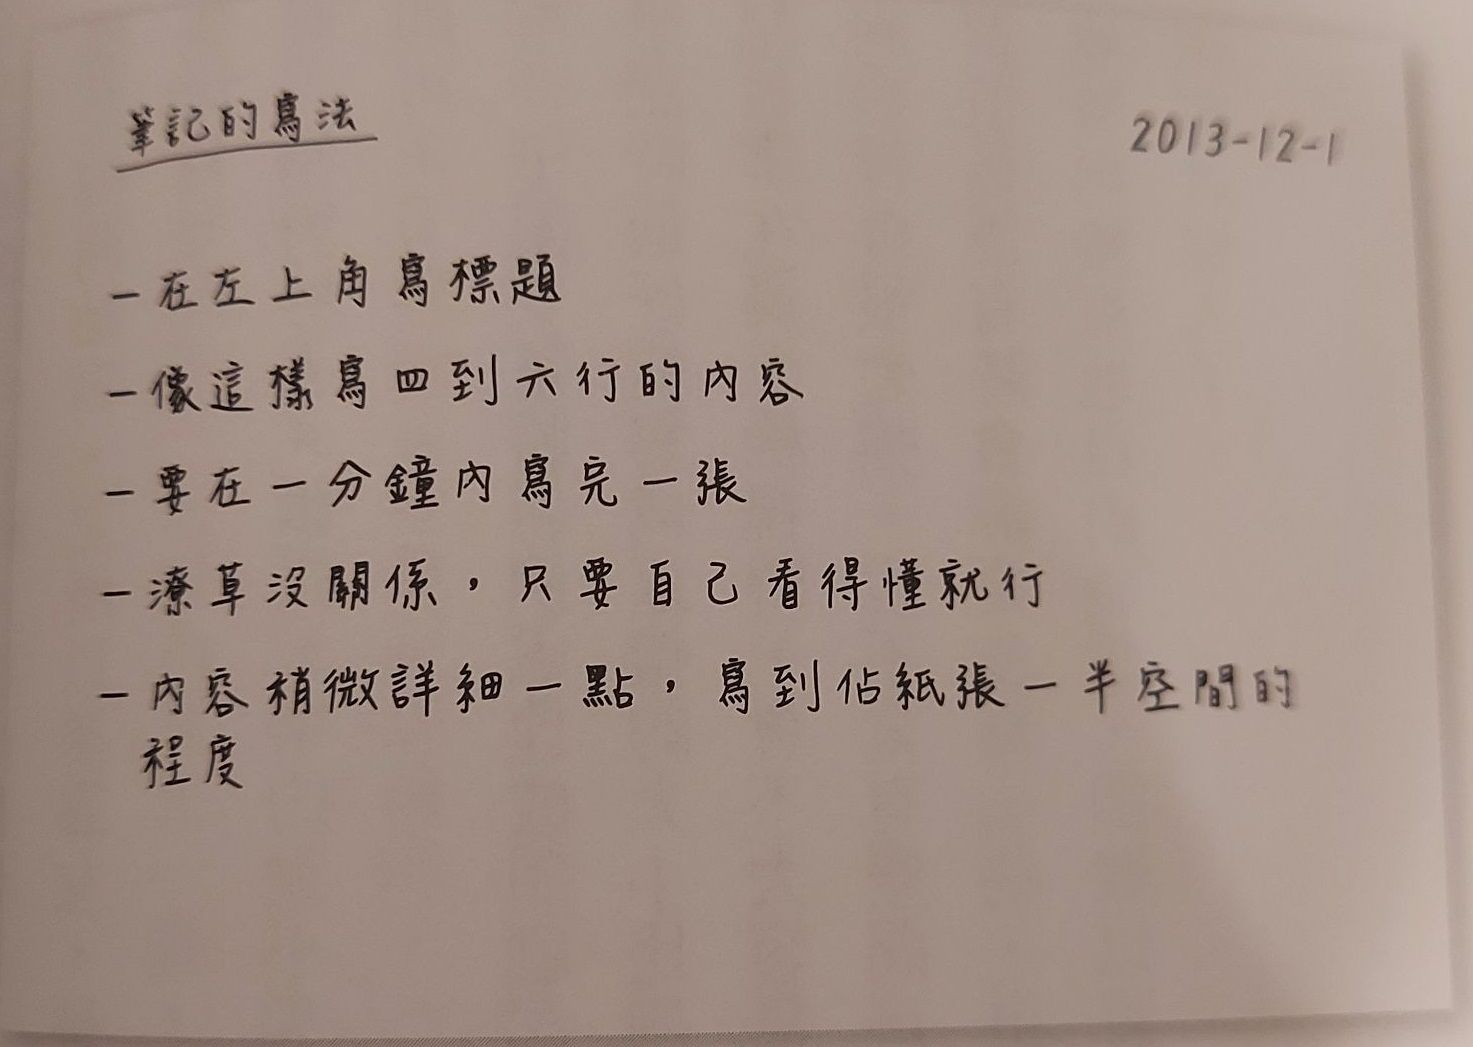 筆記的寫法
2013-12-1
-在左上角寫標題
-像這樣寫四到六行的內容
-要在一分鐘內寫完一張
-潦草沒關係，只要自己看得懂就行
-內容稍微詳細一點，寫到佔紙張一半空間的
程度